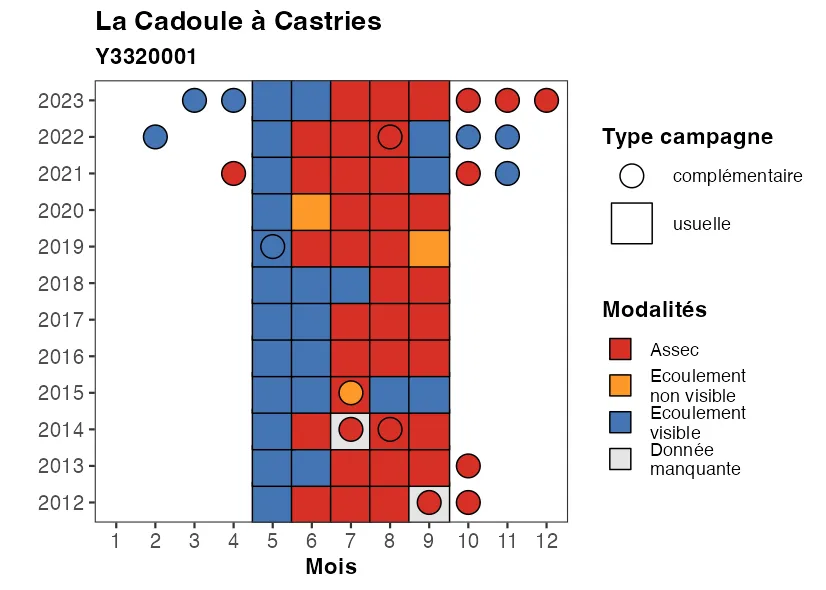 La Cadoule à Castries
Y3320001
2023
2022
2021
2020
2019
2018
2017
2016
2015
2014
2013
2012
1 2 3 4 5 6 7 8 9 10 11 12
Mois
Type campagne
complémentaire
usuelle
Modalités
Assec
Ecoulement
non visible
Ecoulement
visible
Donnée
manquante